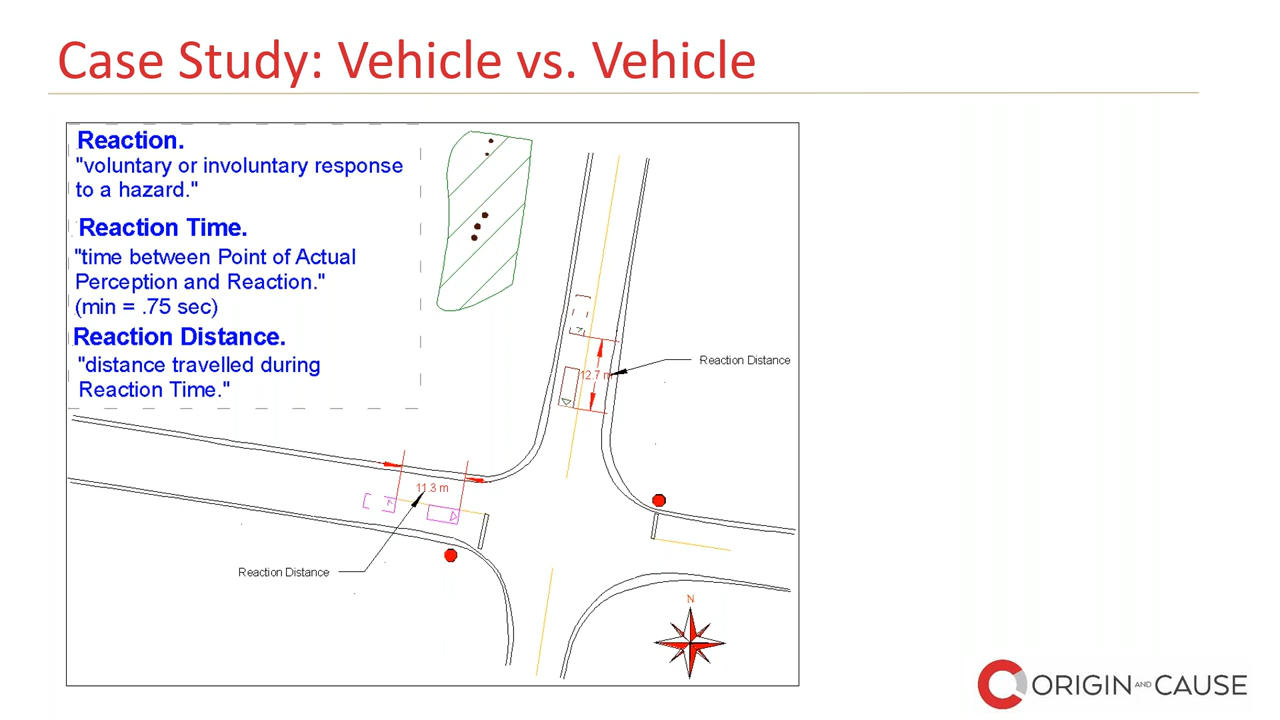 Case Study: Vehicle vs. Vehicle
Reaction.
"voluntary or involuntary response
to a hazard."
Reaction Time.
"time between Point of Actual
Perception and Reaction."
(min = .75 sec)
Reaction Distance.
"distance travelled during
Reaction Time."
Reaction Distance
12.7 m
11.3 m
Reaction Distance
N
ORIGIN AND CAUSE